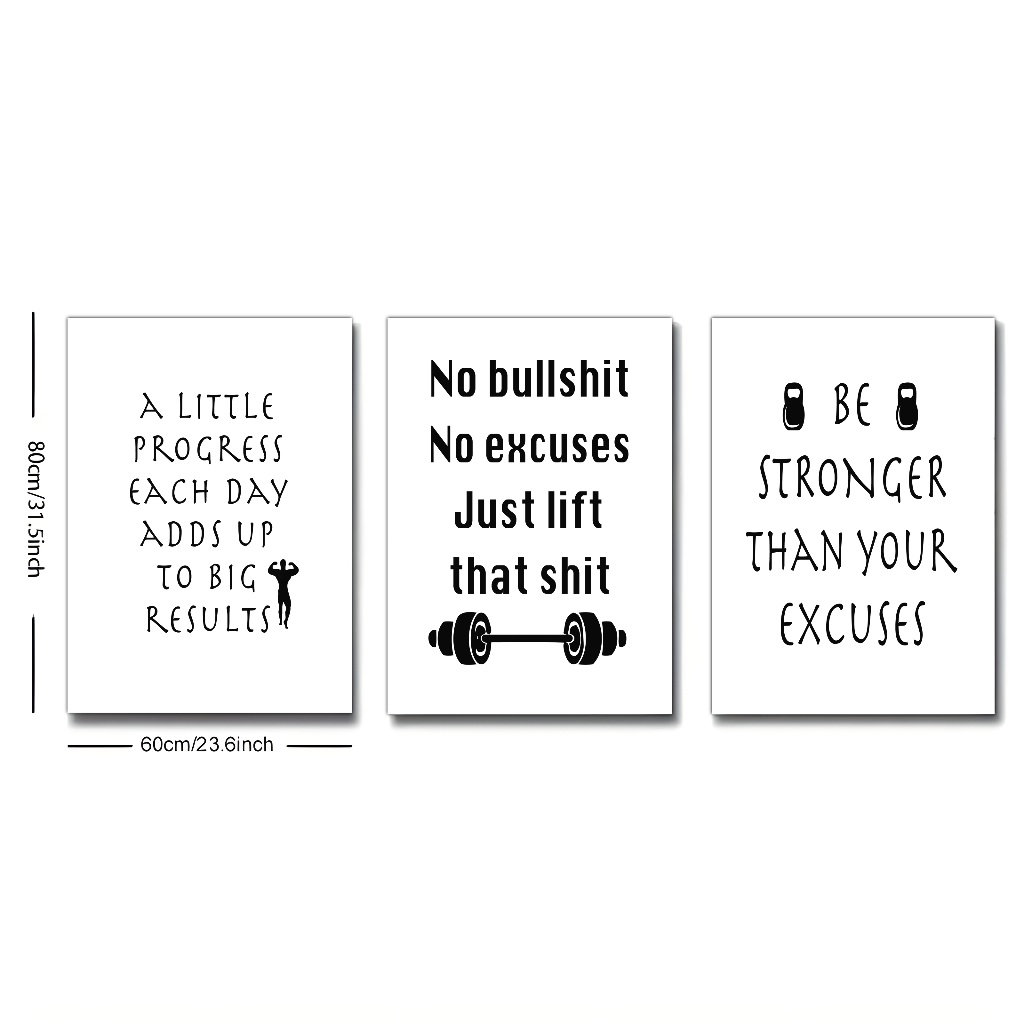 A LITTLE
PROGRESS
EACH DAY
ADDS UP
TO BIG
RESULTS
No bullshit
No excuses
Just lift
that shit
BE
STRONGER
THAN YOUR
EXCUSES
80cm/31.5inch
60cm/23.6inch